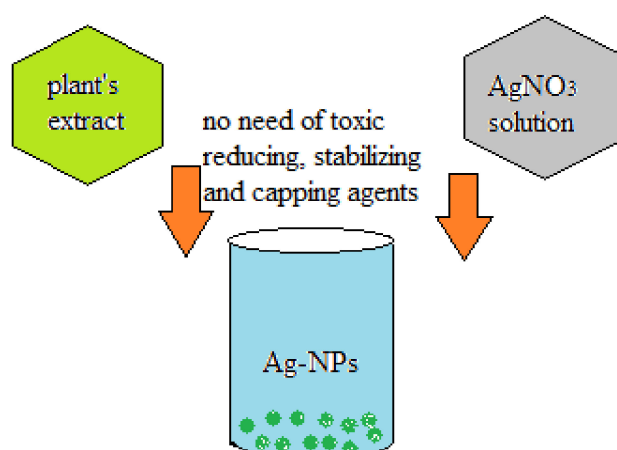 plant's
extract
AgNO₃
solution
no need of toxic
reducing, stabilizing
and capping agents
Ag-NPs